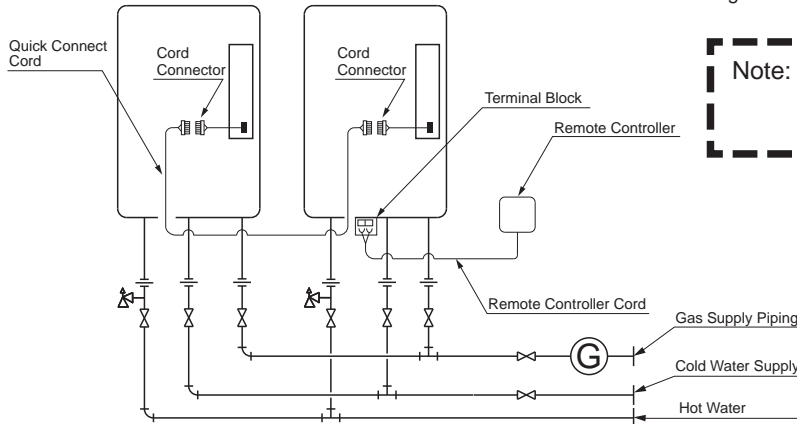 Quick Connect
Cord
Cord
Connector
Cord
Connector
Terminal Block
Remote Controller
Note:
Remote Controller Cord
Gas Supply Piping
G
Cold Water Supply
Hot Water